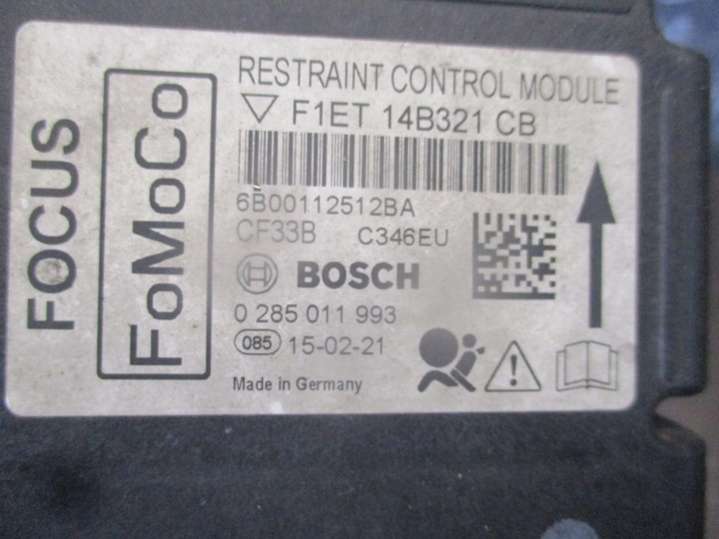 FOCUS
FoMoCo
RESTRAINT CONTROL MODULE
F1ET 14B321 CB
6B00112512BA
CF33B C346EU
BOSCH
0 285 011 993
085 15-02-21
Made in Germany